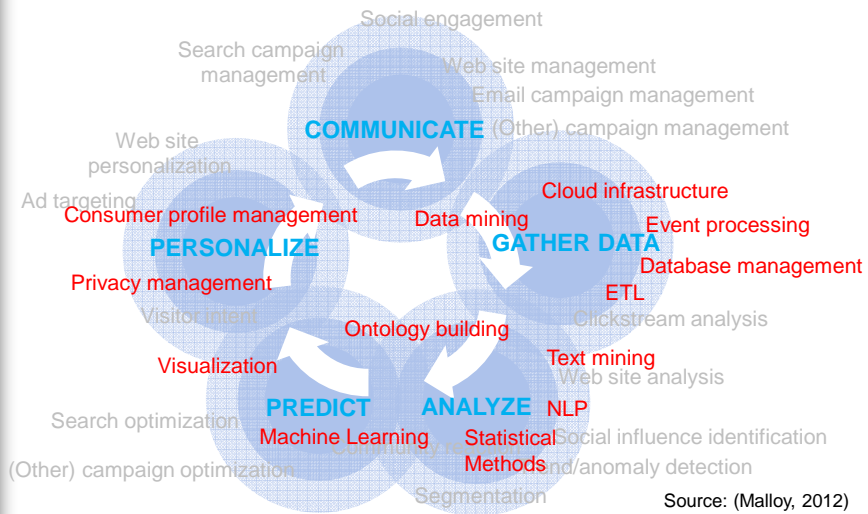 Social engagement
Search campaign
management
Web site management
Email campaign management
COMMUNICATE
(Other) campaign management
Web site
personalization
Ad targeting
Consumer profile management
Data mining
Cloud infrastructure
Event processing
PERSONALIZE
GATHER DATA
Database management
Privacy management
ETL
Visitor intent
Clickstream analysis
Ontology building
Visualization
Text mining
Web site analysis
PREDICT
ANALYZE
NLP
Search optimization
Machine Learning
Statistical
Methods
Social influence identification
(Other) campaign optimization
/anomaly detection
Segmentation
Source: (Malloy, 2012)